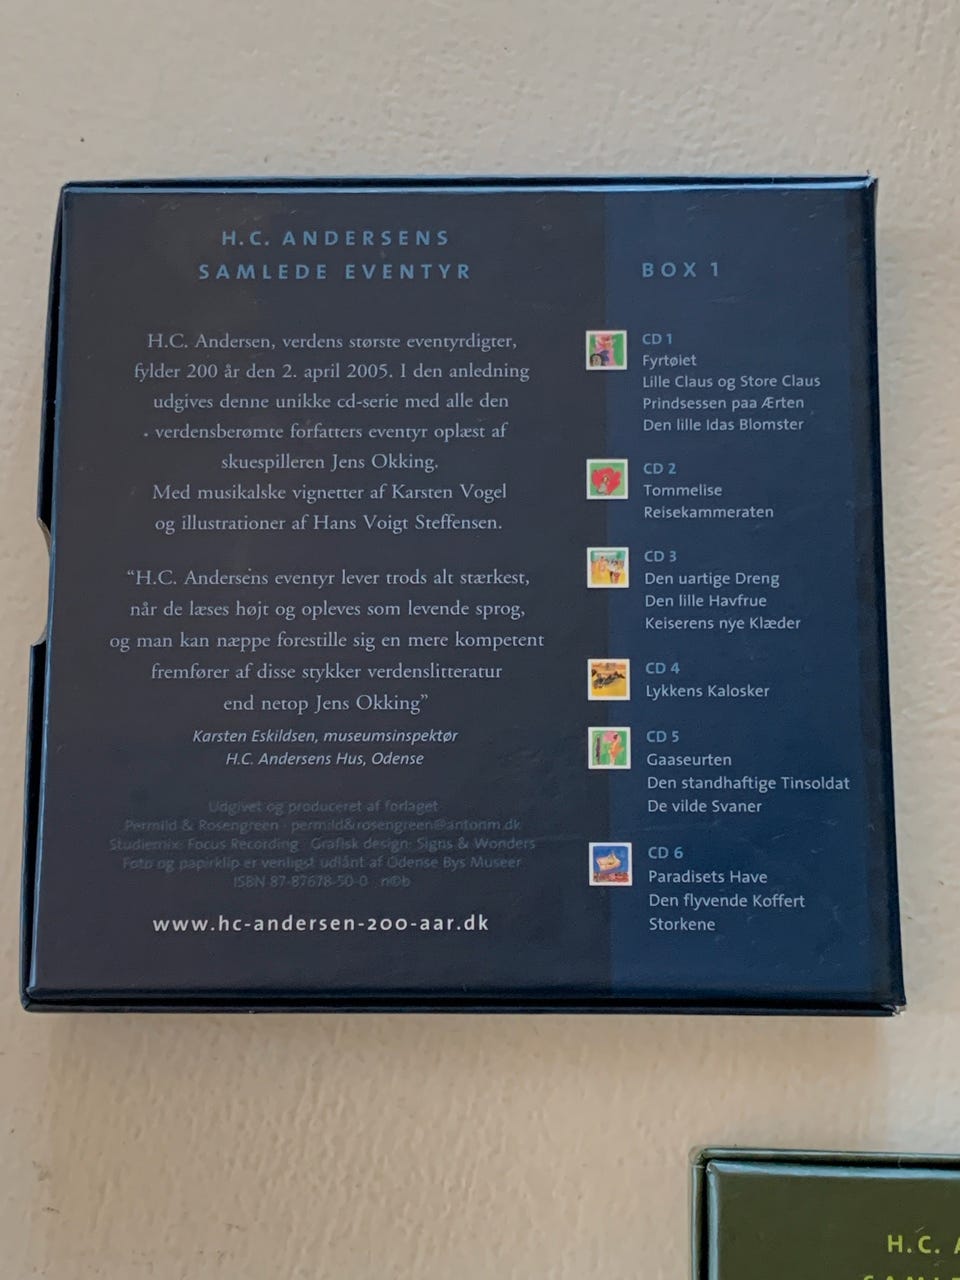 H.C. ANDERSENS
SAMLEDE EVENTYR
H.C. Andersen, verdens største eventyrdigter,
fylder 200 år den 2. april 2005. I den anledning
udgives denne unikke cd-serie med alle den
verdensberømte forfatters eventyr oplæst af
skuespilleren Jens Okking.
Med musikalske vignetter af Karsten Vogel
og illustrationer af Hans Voigt Steffensen.
“H.C. Andersens eventyr lever trods alt stærkest,
når de læses højt og opleves som levende sprog,
og man kan næppe forestille sig en mere kompetent
fremfører af disse stykker verdenslitteratur
end netop Jens Okking”
Karsten Eskildsen, museumsinspektør
H.C. Andersens Hus, Odense
Udgivet og produceret af forlaget
Permild & Rosengreen · permild&rosengreen@antonm.dk
Studiemix: Focus Recording · Grafisk design: Signs & Wonders
Foto og papirklip er venligst udlånt af Odense Bys Museer
ISBN 87-87678-50-0 n©b
www.hc-andersen-200-aar.dk
BOX 1
CD 1
Fyrtøiet
Lille Claus og Store Claus
Prindsessen paa Ærten
Den lille Idas Blomster
CD 2
Tommelise
Reisekammeraten
CD 3
Den uartige Dreng
Den lille Havfrue
Keiserens nye Klæder
CD 4
Lykkens Kalosker
CD 5
Gaaseurten
Den standhaftige Tinsoldat
De vilde Svaner
CD 6
Paradisets Have
Den flyvende Koffert
Storkene
H.C. A